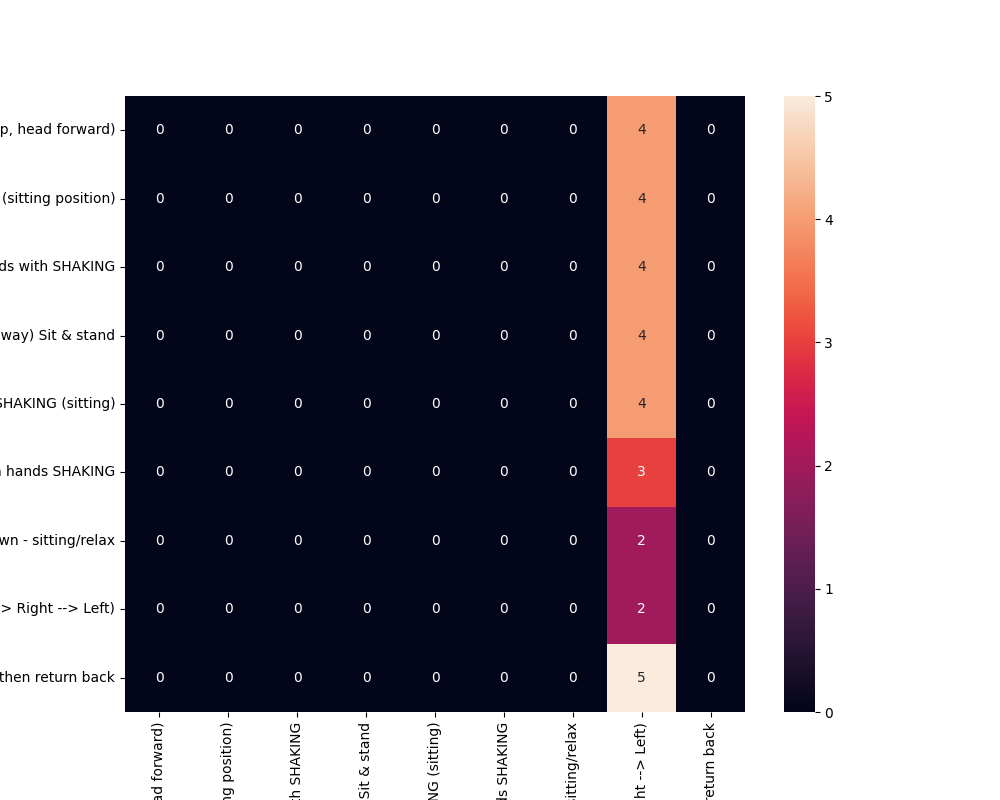 p, head forward) 0 0 0 0 0 0 0 4 0
(sitting position) 0 0 0 0 0 0 0 4 0
ds with SHAKING 0 0 0 0 0 0 0 4 0
way) Sit & stand 0 0 0 0 0 0 0 4 0
SHAKING (sitting) 0 0 0 0 0 0 0 4 0
hands SHAKING 0 0 0 0 0 0 0 3 0
wn - sitting/relax 0 0 0 0 0 0 0 2 0
> Right --> Left) 0 0 0 0 0 0 0 2 0
then return back 0 0 0 0 0 0 0 5 0
ad forward)
ng position)
th SHAKING
Sit & stand
NG (sitting)
ds SHAKING
sitting/relax
ht --> Left)
return back
5
4
3
2
1
0